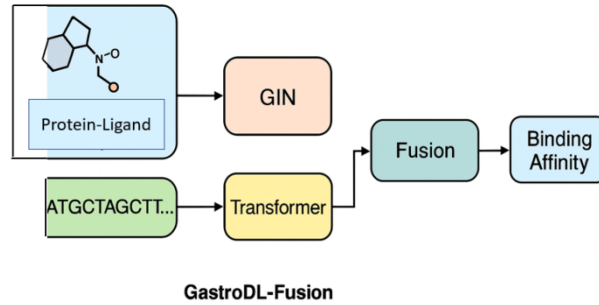 N-O
Protein-Ligand
GIN
ATGCTAGCTT...
Transformer
Fusion
Binding
Affinity
GastroDL-Fusion